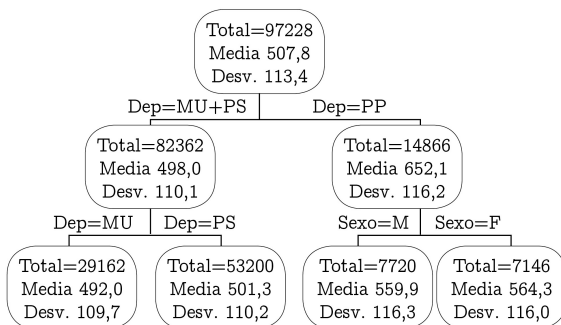 Total=97228
Media 507,8
Desv. 113,4
Dep=MU+PS Dep=PP
Total=82362
Media 498,0
Desv. 110,1
Total=14866
Media 652,1
Desv. 116,2
Dep=MU Dep=PS
Sexo=M Sexo=F
Total=29162
Media 492,0
Desv. 109,7
Total=53200
Media 501,3
Desv. 110,2
Total=7720
Media 559,9
Desv. 116,3
Total=7146
Media 564,3
Desv. 116,0